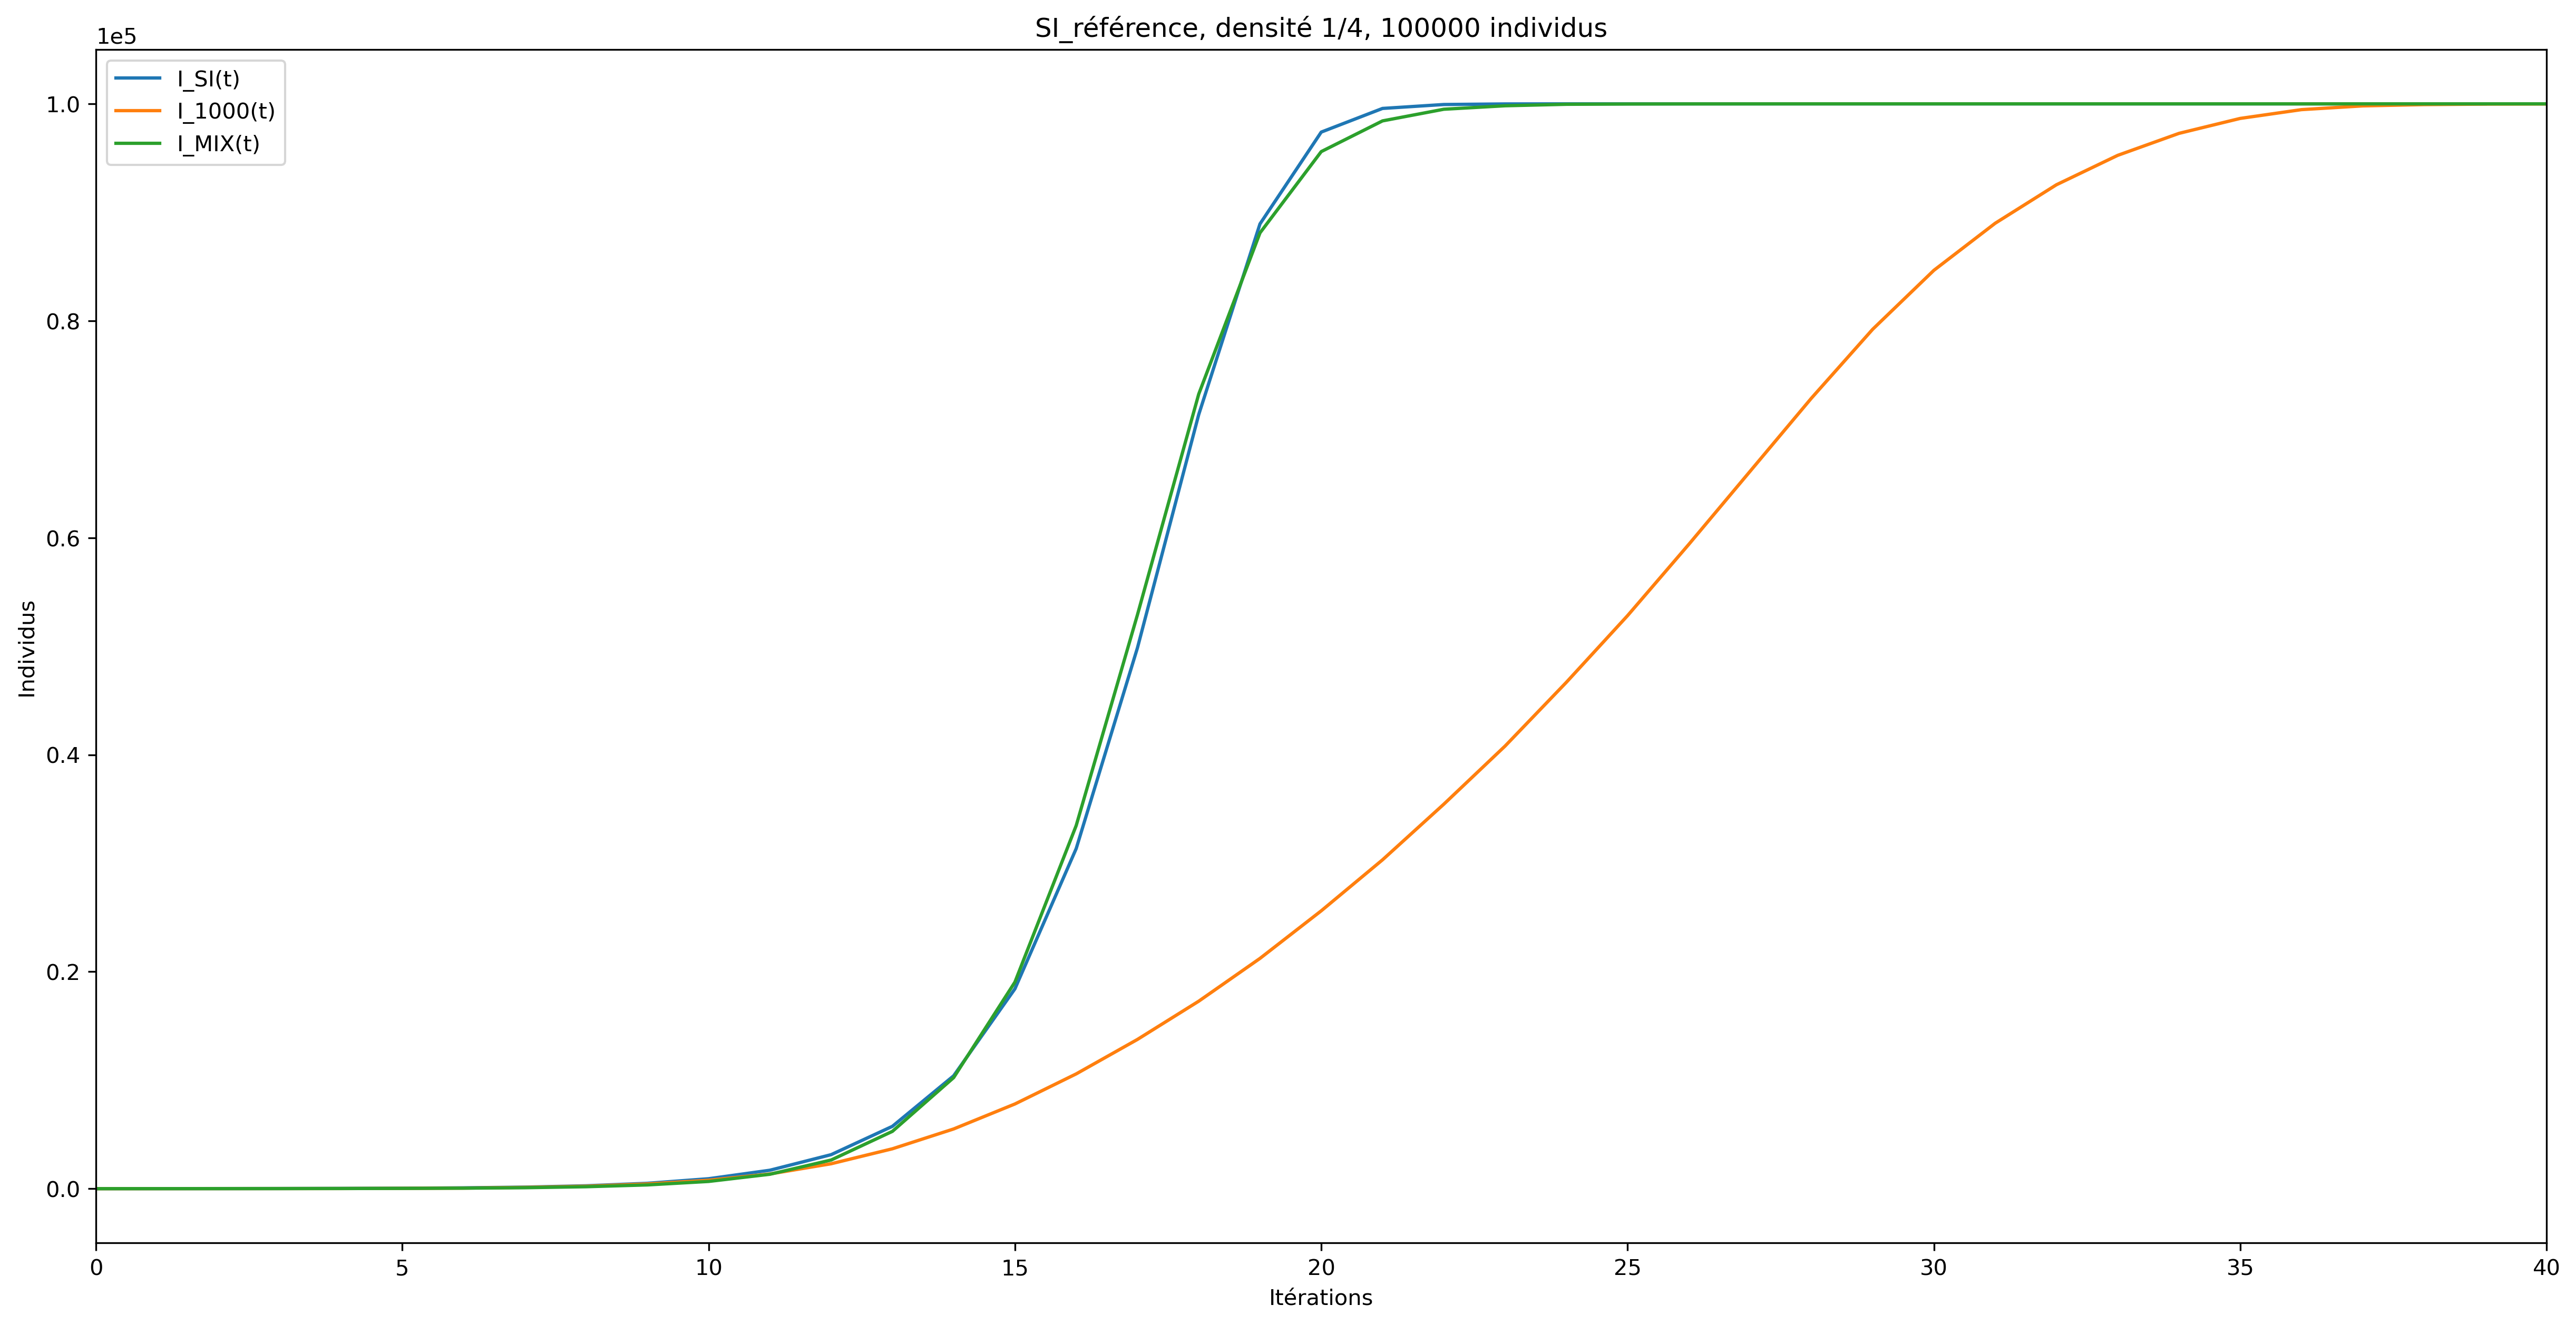 SI_référence, densité 1/4, 100000 individus
1e5
I_SI(t)
I_1000(t)
I_MIX(t)
1.0
0.8
0.6
0.4
0.2
0.0
Individus
0 5 10 15 20 25 30 35 40
Itérations